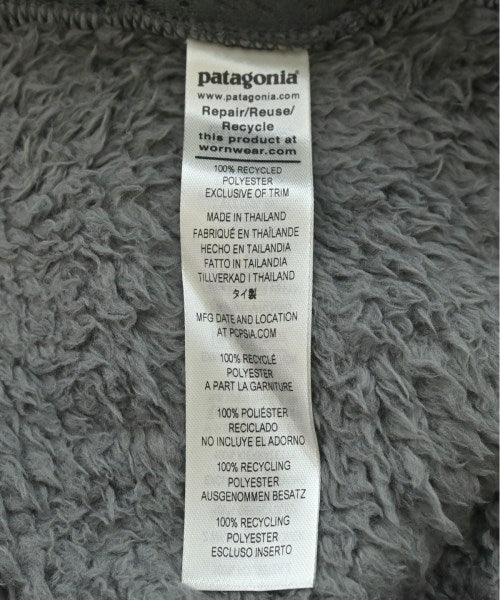 patagonia®
www.patagonia.com
Repair/Reuse/
Recycle
this product at
wornwear.com
100% RECYCLED
POLYESTER
EXCLUSIVE OF TRIM
MADE IN THAILAND
FABRIQUÉ EN THAÏLANDE
HECHO EN TAILANDIA
FATTO IN TAILANDIA
TILLVERKAD I THAILAND
タイ製
MFG DATE AND LOCATION
AT PCPSIA.COM
100% RECYCLÉ
POLYESTER
A PART LA GARNITURE
100% POLIÉSTER
RECICLADO
NO INCLUYE EL ADORNO
100% RECYCLING
POLYESTER
AUSGENOMMEN BESATZ
100% RECYCLING
POLYESTER
ESCLUSO INSERTO